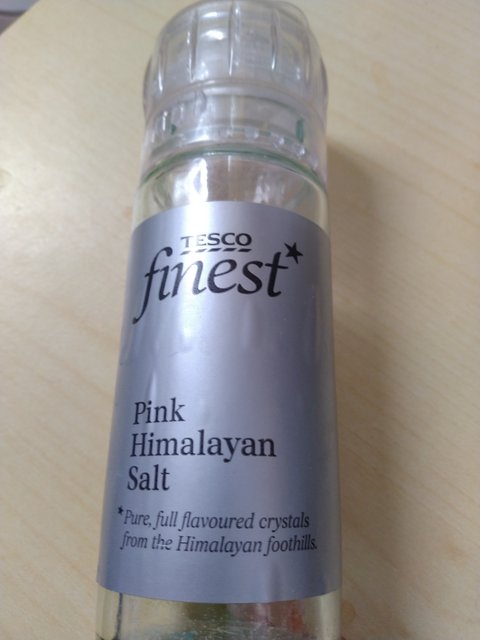 TESCO
finest*
Pink
Himalayan
Salt
*Pure, full flavoured crystals
from the Himalayan foothills.